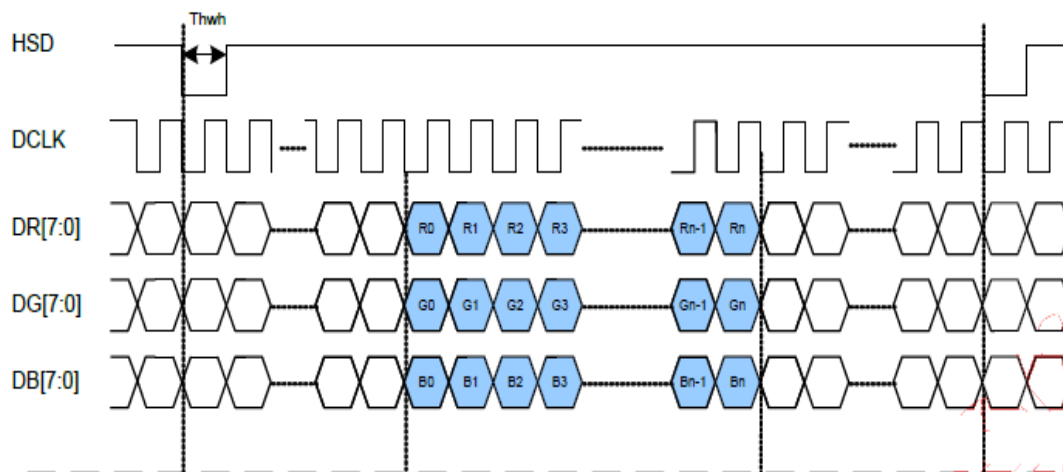 Thwh
HSD
DCLK
DR[7:0]
R0 R1 R2 R3 Rn-1 Rn
DG[7:0]
G0 G1 G2 G3 Gn-1 Gn
DB[7:0]
B0 B1 B2 B3 Bn-1 Bn